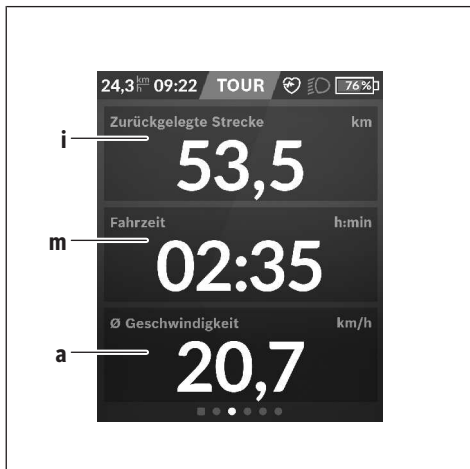 24,3 km/h 09:22 TOUR 76 %
Zurückgelegte Strecke km
i
53,5
Fahrzeit h:min
m
02:35
Ø Geschwindigkeit km/h
a
20,7